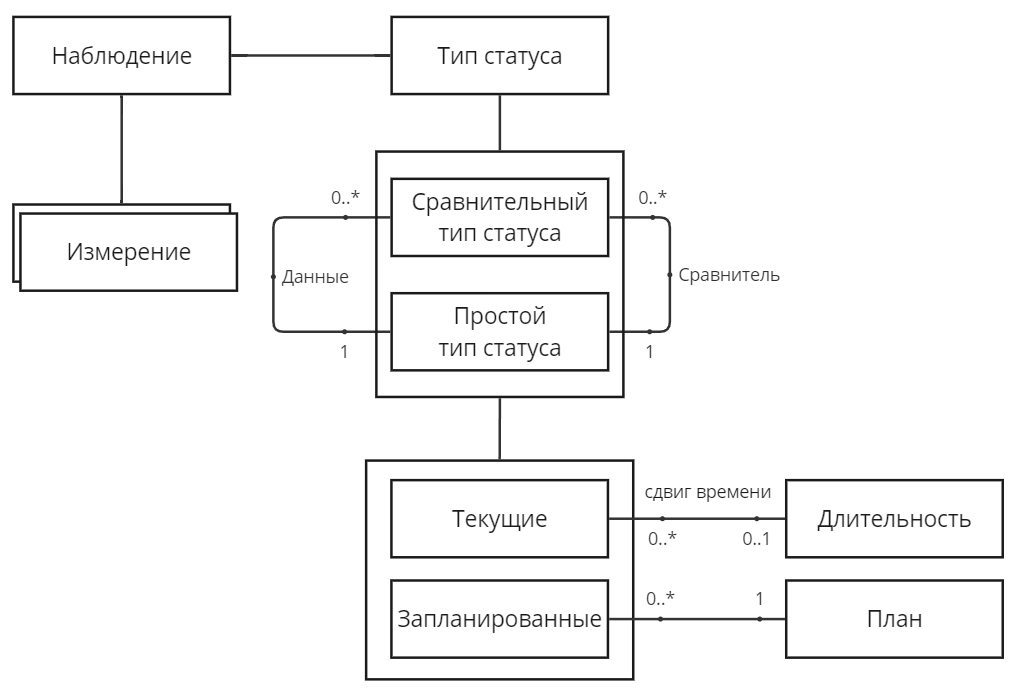 Наблюдение
Тип статуса
Измерение
0..*
Сравнительный
тип статуса
0..*
Данные
Сравнитель
Простой
тип статуса
1
1
Текущие
сдвиг времени
0..*
0..1
Длительность
Запланированные
0..*
1
План